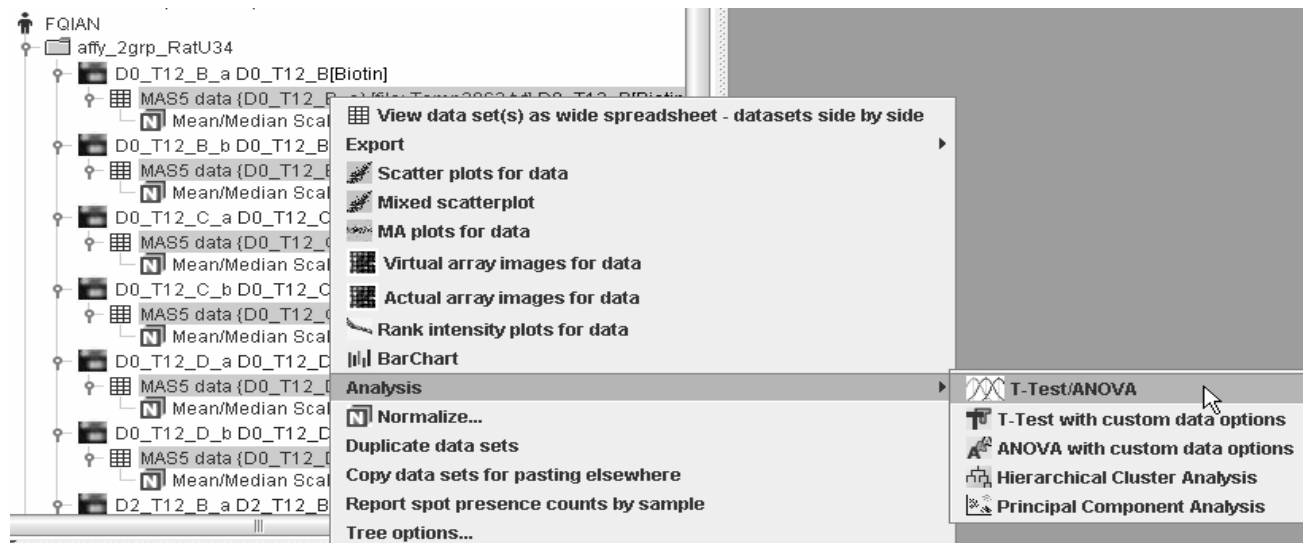 FQIAN
affy_2grp_RatU34
D0_T12_B_a D0_T12_B[Biotin]
MAS5 data {D0_T12_B
Mean/Median Scal
D0_T12_B_b D0_T12_B
MAS5 data {D0_T12_B
Mean/Median Scal
D0_T12_C_a D0_T12_C
MAS5 data {D0_T12_C
Mean/Median Scal
D0_T12_C_b D0_T12_C
MAS5 data {D0_T12_C
Mean/Median Scal
D0_T12_D_a D0_T12_D
MAS5 data {D0_T12_D
Mean/Median Scal
D0_T12_D_b D0_T12_D
MAS5 data {D0_T12_D
Mean/Median Scal
D2_T12_B_a D2_T12_B
View data set(s) as wide spreadsheet - datasets side by side
Export
Scatter plots for data
Mixed scatterplot
MA plots for data
Virtual array images for data
Actual array images for data
Rank intensity plots for data
BarChart
Analysis
Normalize...
Duplicate data sets
Copy data sets for pasting elsewhere
Report spot presence counts by sample
Tree options...
T-Test/ANOVA
T-Test with custom data options
ANOVA with custom data options
Hierarchical Cluster Analysis
Principal Component Analysis